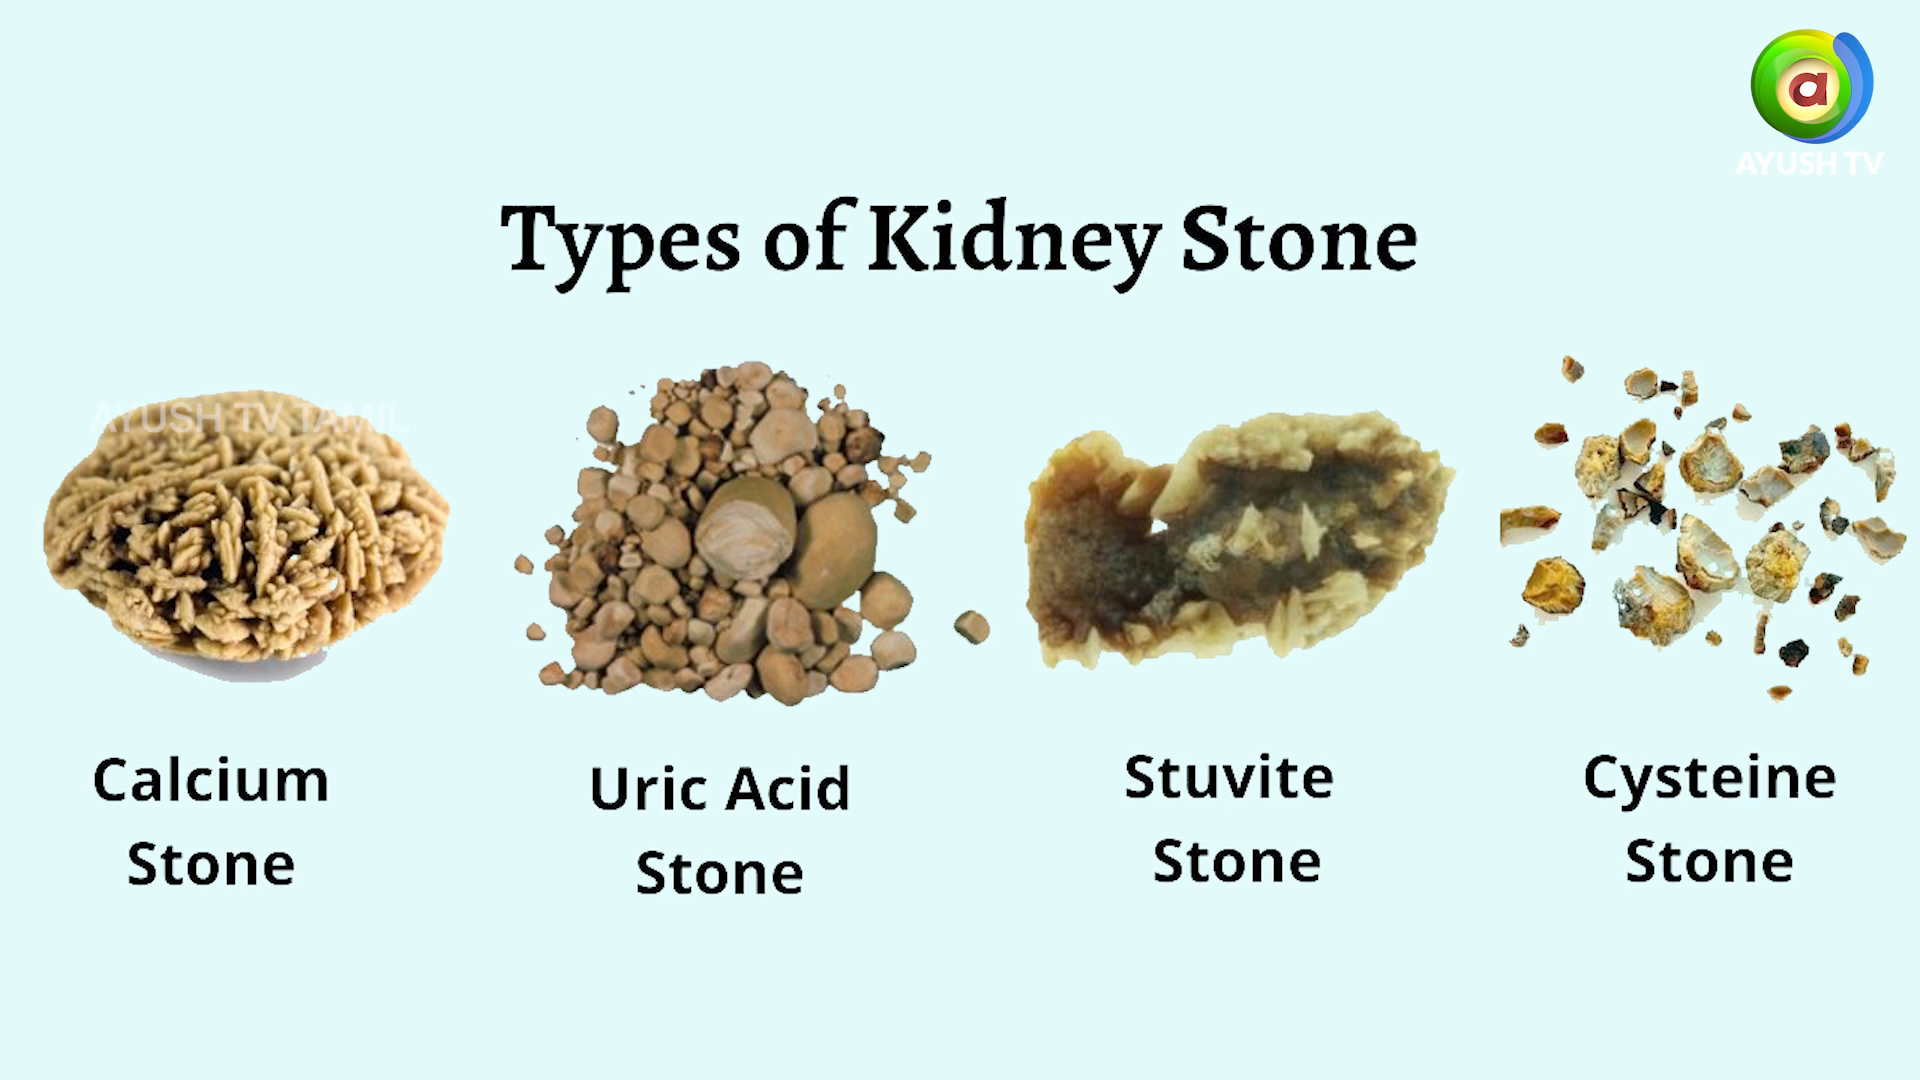 a
AYUSH TV
Types of Kidney Stone
AYUSH TV TAMIL
Calcium
Stone
Uric Acid
Stone
Stuvite
Stone
Cysteine
Stone